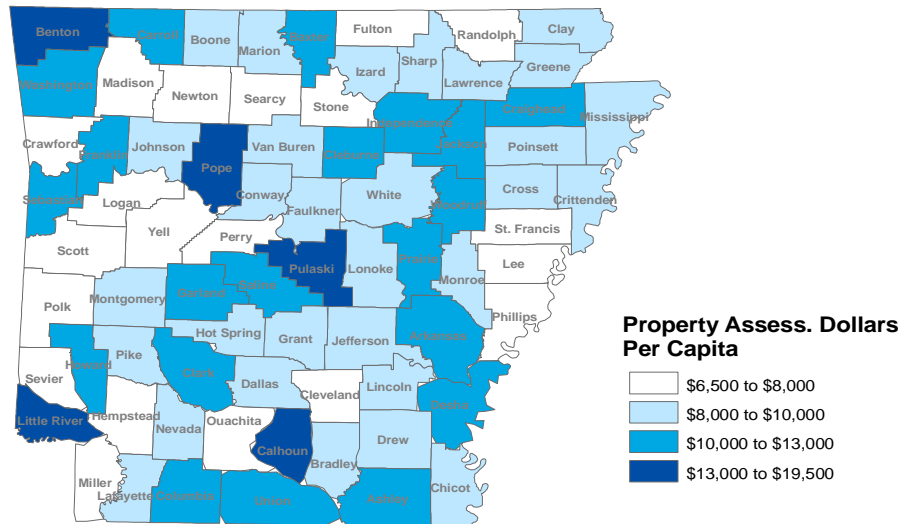 Benton
Carroll
Boone
Marion
Baxter
Fulton
Randolph
Clay
Washington
Madison
Newton
Searcy
Stone
Izard
Sharp
Lawrence
Greene
Independence
Craighead
Mississippi
Crawford
Franklin
Johnson
Pope
Van Buren
Cleburne
Jackson
Poinsett
Sebastian
Logan
Conway
Faulkner
White
Woodruff
Cross
Crittenden
Scott
Yell
Perry
Pulaski
Lonoke
Prairie
Monroe
St. Francis
Lee
Polk
Montgomery
Garland
Saline
Phillips
Hot Spring
Grant
Jefferson
Arkansas
Sevier
Howard
Pike
Clark
Dallas
Cleveland
Lincoln
Desha
Little River
Hempstead
Nevada
Ouachita
Calhoun
Bradley
Drew
Miller
Lafayette
Columbia
Union
Ashley
Chicot
Property Assess. Dollars
Per Capita
$6,500 to $8,000
$8,000 to $10,000
$10,000 to $13,000
$13,000 to $19,500